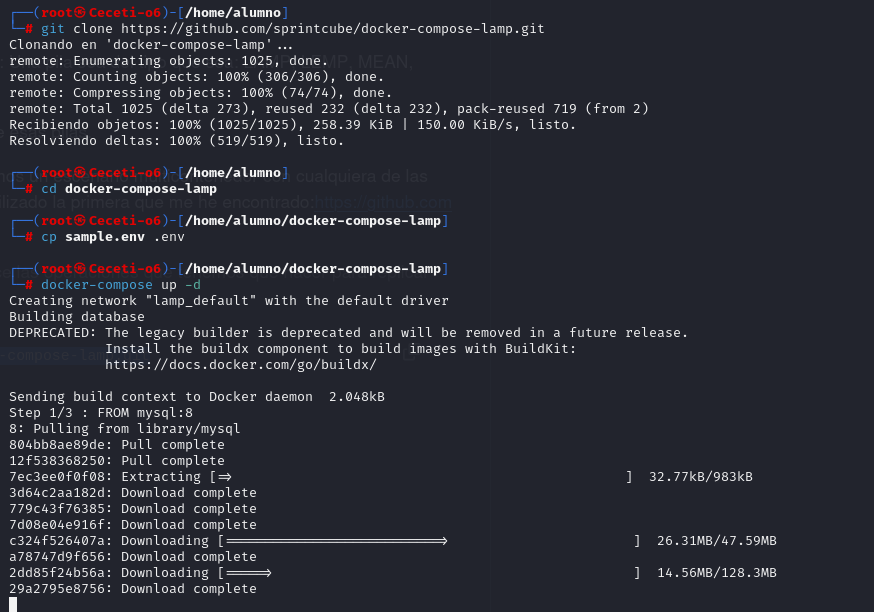 ┌──(root㉿Ceceti-o6)-[/home/alumno]
└─# git clone https://github.com/sprintcube/docker-compose-lamp.git
Clonando en 'docker-compose-lamp'...
remote: Enumerating objects: 1025, done.
remote: Counting objects: 100% (306/306), done.
remote: Compressing objects: 100% (74/74), done.
remote: Total 1025 (delta 273), reused 232 (delta 232), pack-reused 719 (from 2)
Recibiendo objetos: 100% (1025/1025), 258.39 KiB | 150.00 KiB/s, listo.
Resolviendo deltas: 100% (519/519), listo.
┌──(root㉿Ceceti-o6)-[/home/alumno]
└─# cd docker-compose-lamp
┌──(root㉿Ceceti-o6)-[/home/alumno/docker-compose-lamp]
└─# cp sample.env .env
┌──(root㉿Ceceti-o6)-[/home/alumno/docker-compose-lamp]
└─# docker-compose up -d
Creating network "lamp_default" with the default driver
Building database
DEPRECATED: The legacy builder is deprecated and will be removed in a future release.
Install the buildx component to build images with BuildKit:
https://docs.docker.com/go/buildx/
Sending build context to Docker daemon  2.048kB
Step 1/3 : FROM mysql:8
8: Pulling from library/mysql
804bb8ae89de: Pull complete
12f538368250: Pull complete
7ec3ee0f0f08: Extracting [=>                                                  ]  32.77kB/983kB
3d64c2aa182d: Download complete
779c43f76385: Download complete
7d08e04e916f: Download complete
c324f526407a: Downloading [===========================>                       ]  26.31MB/47.59MB
a78747d9f656: Download complete
2dd85f24b56a: Downloading [=====>                                             ]  14.56MB/128.3MB
29a2795e8756: Download complete